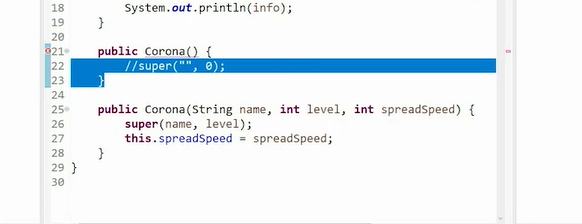 18 System.out.println(info);
19 }
20
21 public Corona() {
22 //super("", 0);
23 }
24
25 public Corona(String name, int level, int spreadSpeed) {
26 super(name, level);
27 this.spreadSpeed = spreadSpeed;
28 }
29 }
30